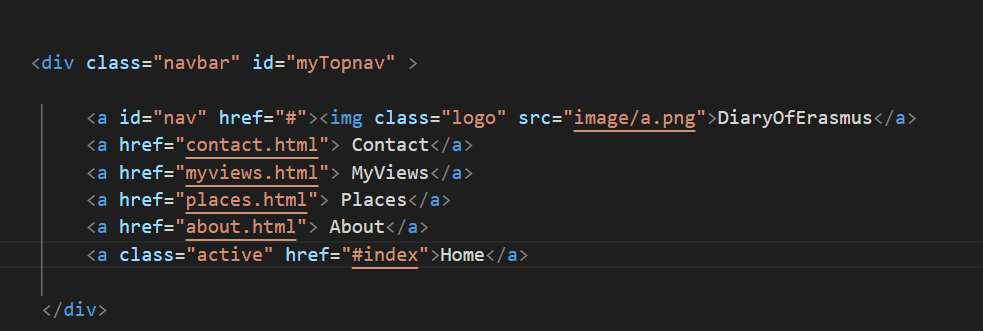 <div class="navbar" id="myTopnav" >
<a id="nav" href="#"><img class="logo" src="image/a.png">DiaryOfErasmus</a>
<a href="contact.html"> Contact</a>
<a href="myviews.html"> MyViews</a>
<a href="places.html"> Places</a>
<a href="about.html"> About</a>
<a class="active" href="#index">Home</a>
</div>